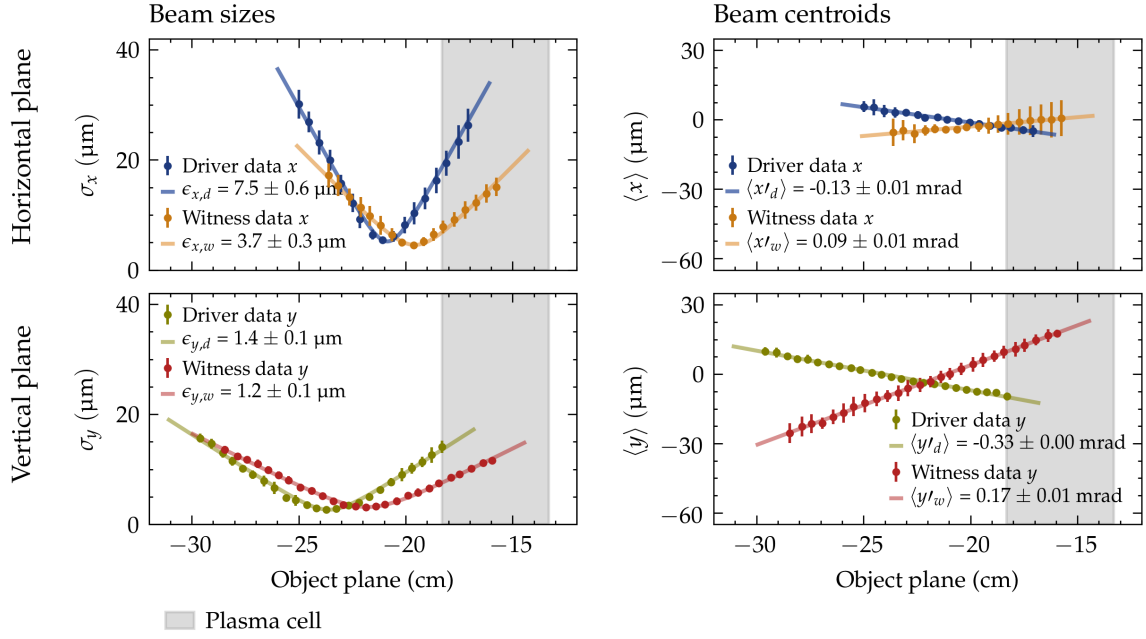 Beam sizes
Beam centroids
Horizontal plane
σx (µm)
40
20
0
Driver data x
ϵx,d = 7.5 ± 0.6 µm
Witness data x
ϵx,w = 3.7 ± 0.3 µm
⟨x⟩ (µm)
30
0
−30
−60
Driver data x
⟨x′d⟩ = -0.13 ± 0.01 mrad
Witness data x
⟨x′w⟩ = 0.09 ± 0.01 mrad
Vertical plane
σy (µm)
40
20
0
Driver data y
ϵy,d = 1.4 ± 0.1 µm
Witness data y
ϵy,w = 1.2 ± 0.1 µm
−30 −25 −20 −15
Object plane (cm)
⟨y⟩ (µm)
30
0
−30
−60
Driver data y
⟨y′d⟩ = -0.33 ± 0.00 mrad
Witness data y
⟨y′w⟩ = 0.17 ± 0.01 mrad
−30 −25 −20 −15
Object plane (cm)
Plasma cell